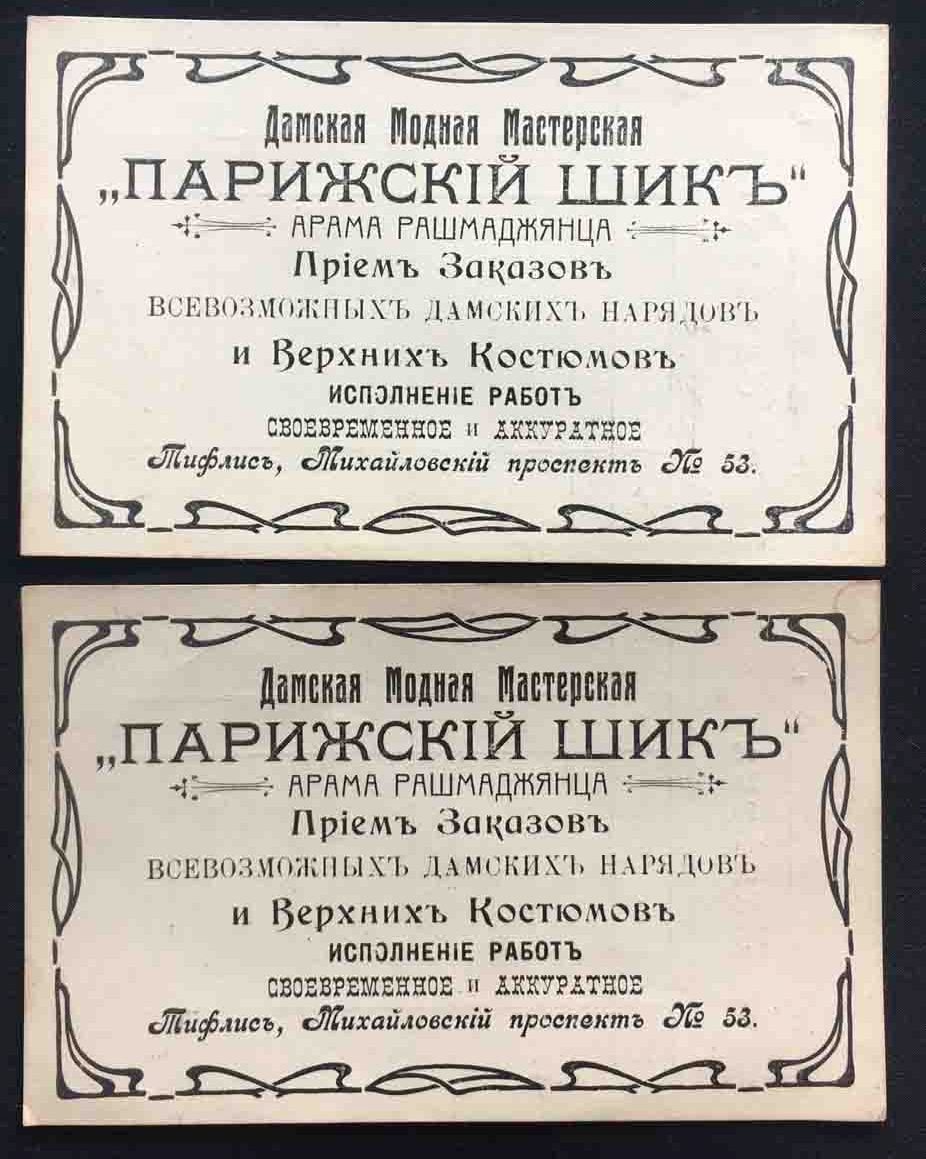 Дамская Модная Мастерская
„ПАРИЖСКІЙ ШИКЪ“
АРАМА РАШМАДЖЯНЦА
Пріемъ Заказовъ
ВСЕВОЗМОЖНЫХЪ ДАМСКИХЪ НАРЯДОВЪ
и Верхнихъ Костюмовъ
ИСПОЛНЕНІЕ РАБОТЪ
СВОЕВРЕМЕННОЕ и АККУРАТНОЕ
Тифлисъ, Михайловскій проспектъ № 53.
Дамская Модная Мастерская
„ПАРИЖСКІЙ ШИКЪ“
АРАМА РАШМАДЖЯНЦА
Пріемъ Заказовъ
ВСЕВОЗМОЖНЫХЪ ДАМСКИХЪ НАРЯДОВЪ
и Верхнихъ Костюмовъ
ИСПОЛНЕНІЕ РАБОТЪ
СВОЕВРЕМЕННОЕ и АККУРАТНОЕ
Тифлисъ, Михайловскій проспектъ № 53.